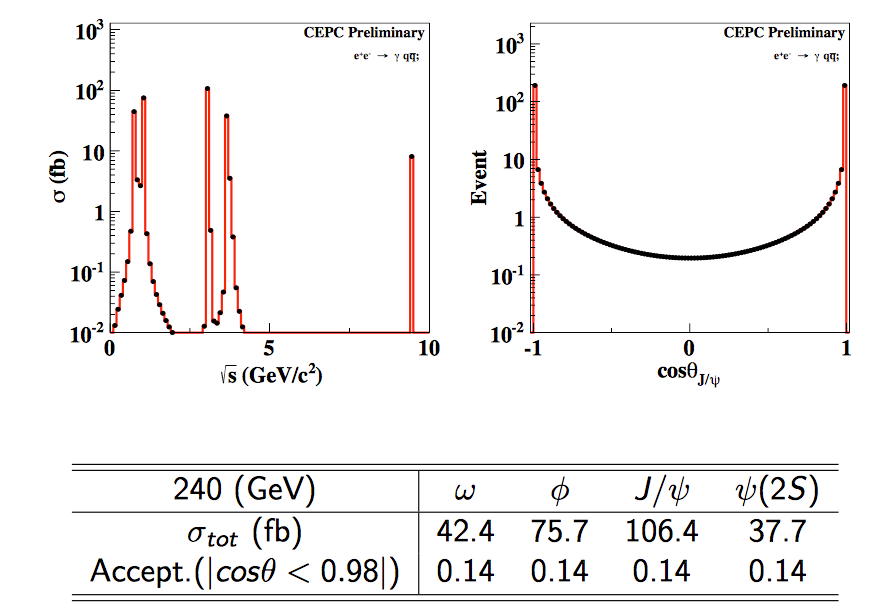 CEPC Preliminary
e⁺e⁻ → γ qq̅;
σ (fb)
10³
10²
10
1
10⁻¹
10⁻²
0 5 10
√s (GeV/c²)
CEPC Preliminary
e⁺e⁻ → γ qq̅;
Event
10³
10²
10
1
10⁻¹
10⁻²
-1 0 1
cosθ_J/ψ
240 (GeV) ω ϕ J/ψ ψ(2S)
σ_tot (fb) 42.4 75.7 106.4 37.7
Accept.(|cosθ < 0.98|) 0.14 0.14 0.14 0.14